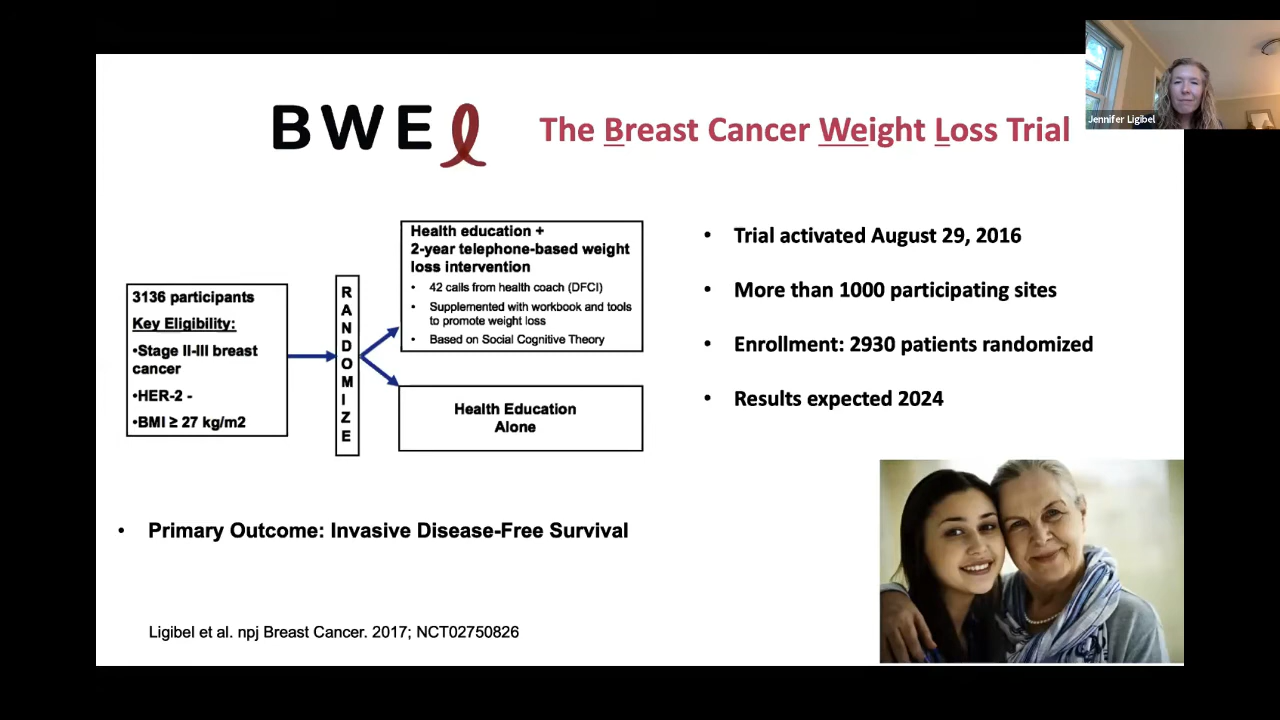 BWEL
The Breast Cancer Weight Loss Trial
Jennifer Ligibel
3136 participants
Key Eligibility:
•Stage II-III breast
cancer
•HER-2 -
•BMI ≥ 27 kg/m2
RANDOMIZE
Health education +
2-year telephone-based weight
loss intervention
• 42 calls from health coach (DFCI)
• Supplemented with workbook and tools
to promote weight loss
• Based on Social Cognitive Theory
Health Education
Alone
• Trial activated August 29, 2016
• More than 1000 participating sites
• Enrollment: 2930 patients randomized
• Results expected 2024
• Primary Outcome: Invasive Disease-Free Survival
Ligibel et al. npj Breast Cancer. 2017; NCT02750826